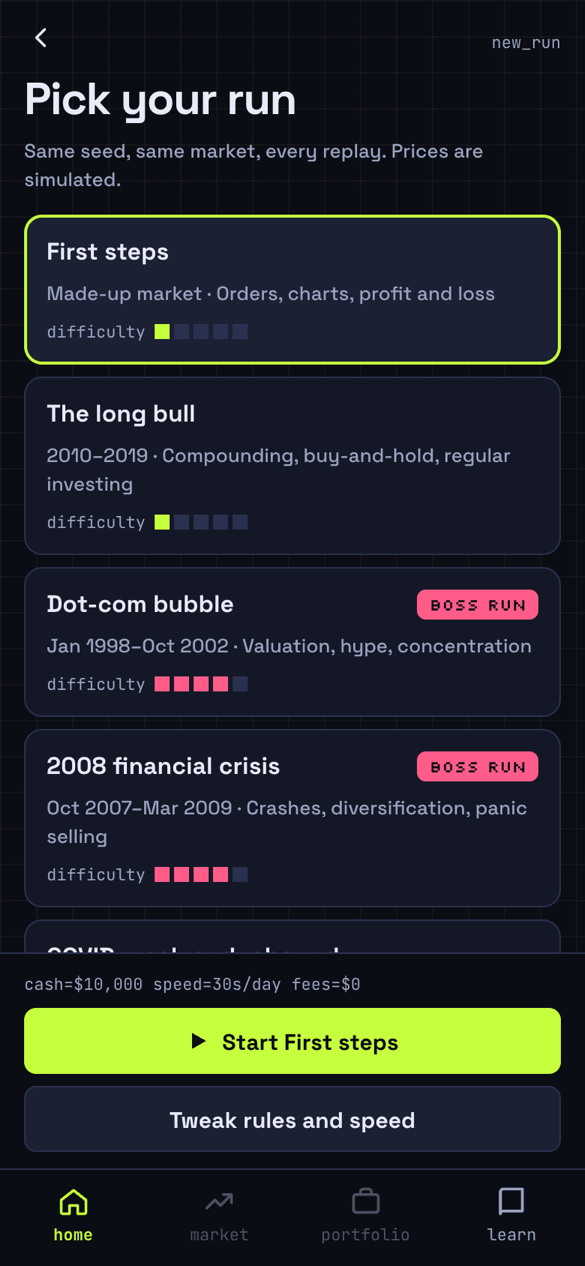 new_run
Pick your run
Same seed, same market, every replay. Prices are
simulated.
First steps
Made-up market · Orders, charts, profit and loss
difficulty
The long bull
2010–2019 · Compounding, buy-and-hold, regular
investing
difficulty
Dot-com bubble
BOSS RUN
Jan 1998–Oct 2002 · Valuation, hype, concentration
difficulty
2008 financial crisis
BOSS RUN
Oct 2007–Mar 2009 · Crashes, diversification, panic
selling
difficulty
cash=$10,000 speed=30s/day fees=$0
Start First steps
Tweak rules and speed
home
market
portfolio
learn